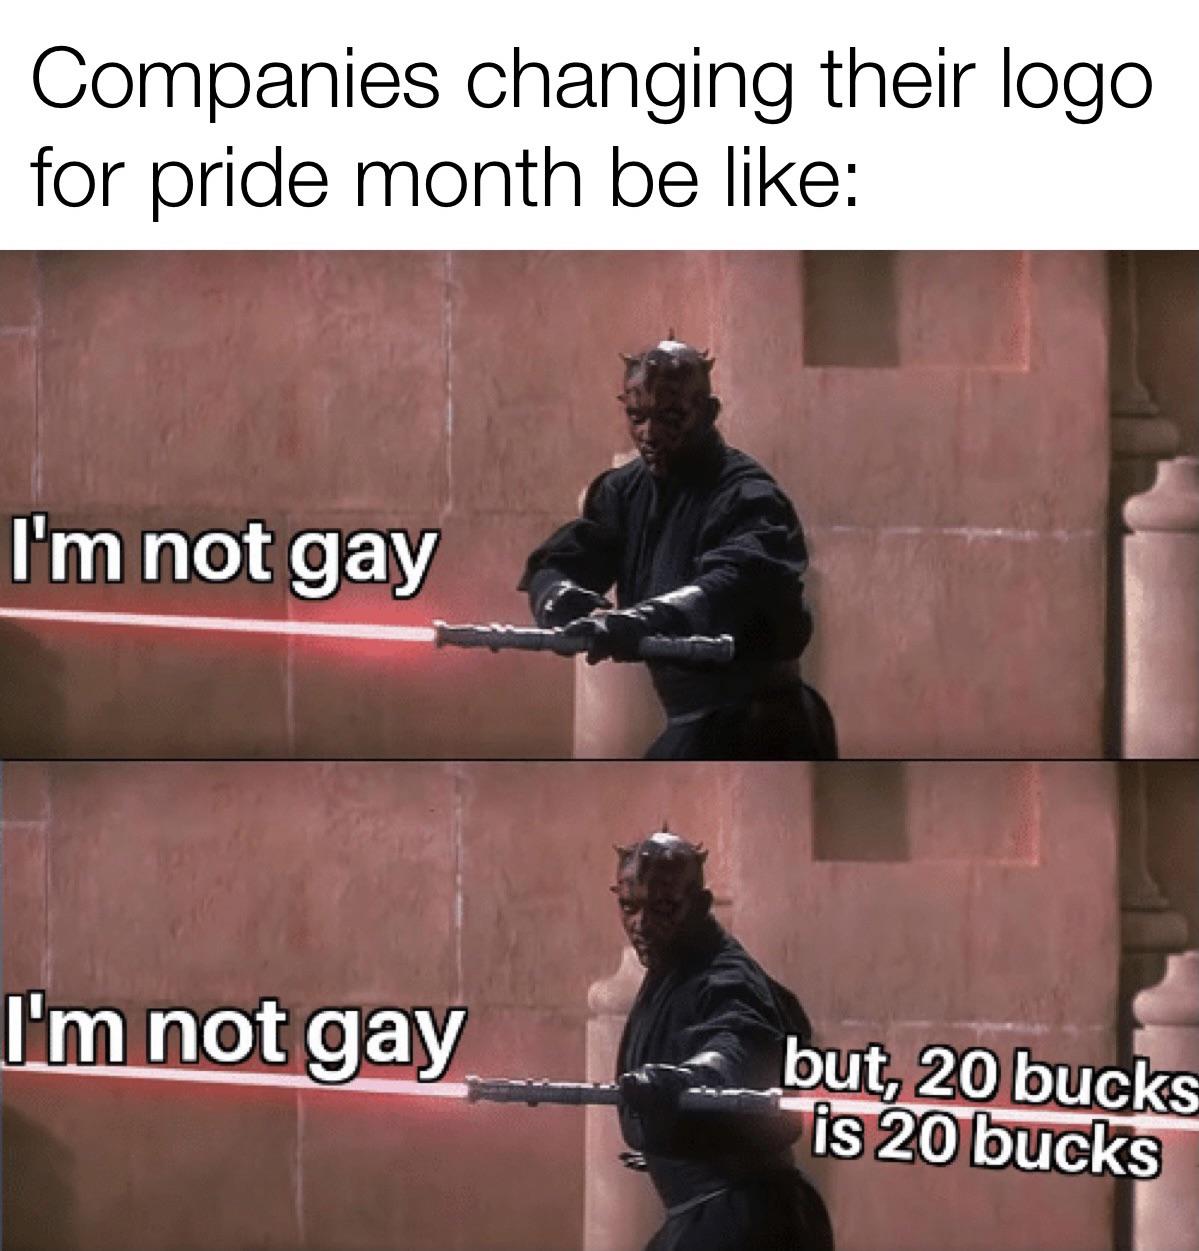 Companies changing their logo
for pride month be like:
I'm not gay
I'm not gay
but, 20 bucks
is 20 bucks